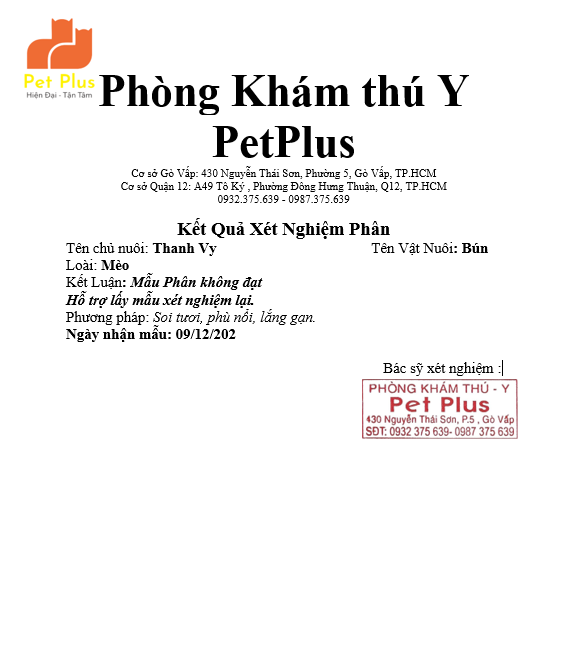 Pet Plus
Hiện Đại - Tận Tâm
Phòng Khám thú Y
PetPlus
Cơ sở Gò Vấp: 430 Nguyễn Thái Sơn, Phường 5, Gò Vấp, TP.HCM
Cơ sở Quận 12: A49 Tô Ký , Phường Đông Hưng Thuận, Q12, TP.HCM
0932.375.639 - 0987.375.639
Kết Quả Xét Nghiệm Phân
Tên chủ nuôi: Thanh Vy Tên Vật Nuôi: Bún
Loài: Mèo
Kết Luận: Mẫu Phân không đạt
Hỗ trợ lấy mẫu xét nghiệm lại.
Phương pháp: Soi tươi, phù nổi, lắng gạn.
Ngày nhận mẫu: 09/12/202
Bác sỹ xét nghiệm :
PHÒNG KHÁM THÚ - Y
Pet Plus
430 Nguyễn Thái Sơn, P.5 , Gò Vấp
SĐT: 0932 375 639- 0987 375 639